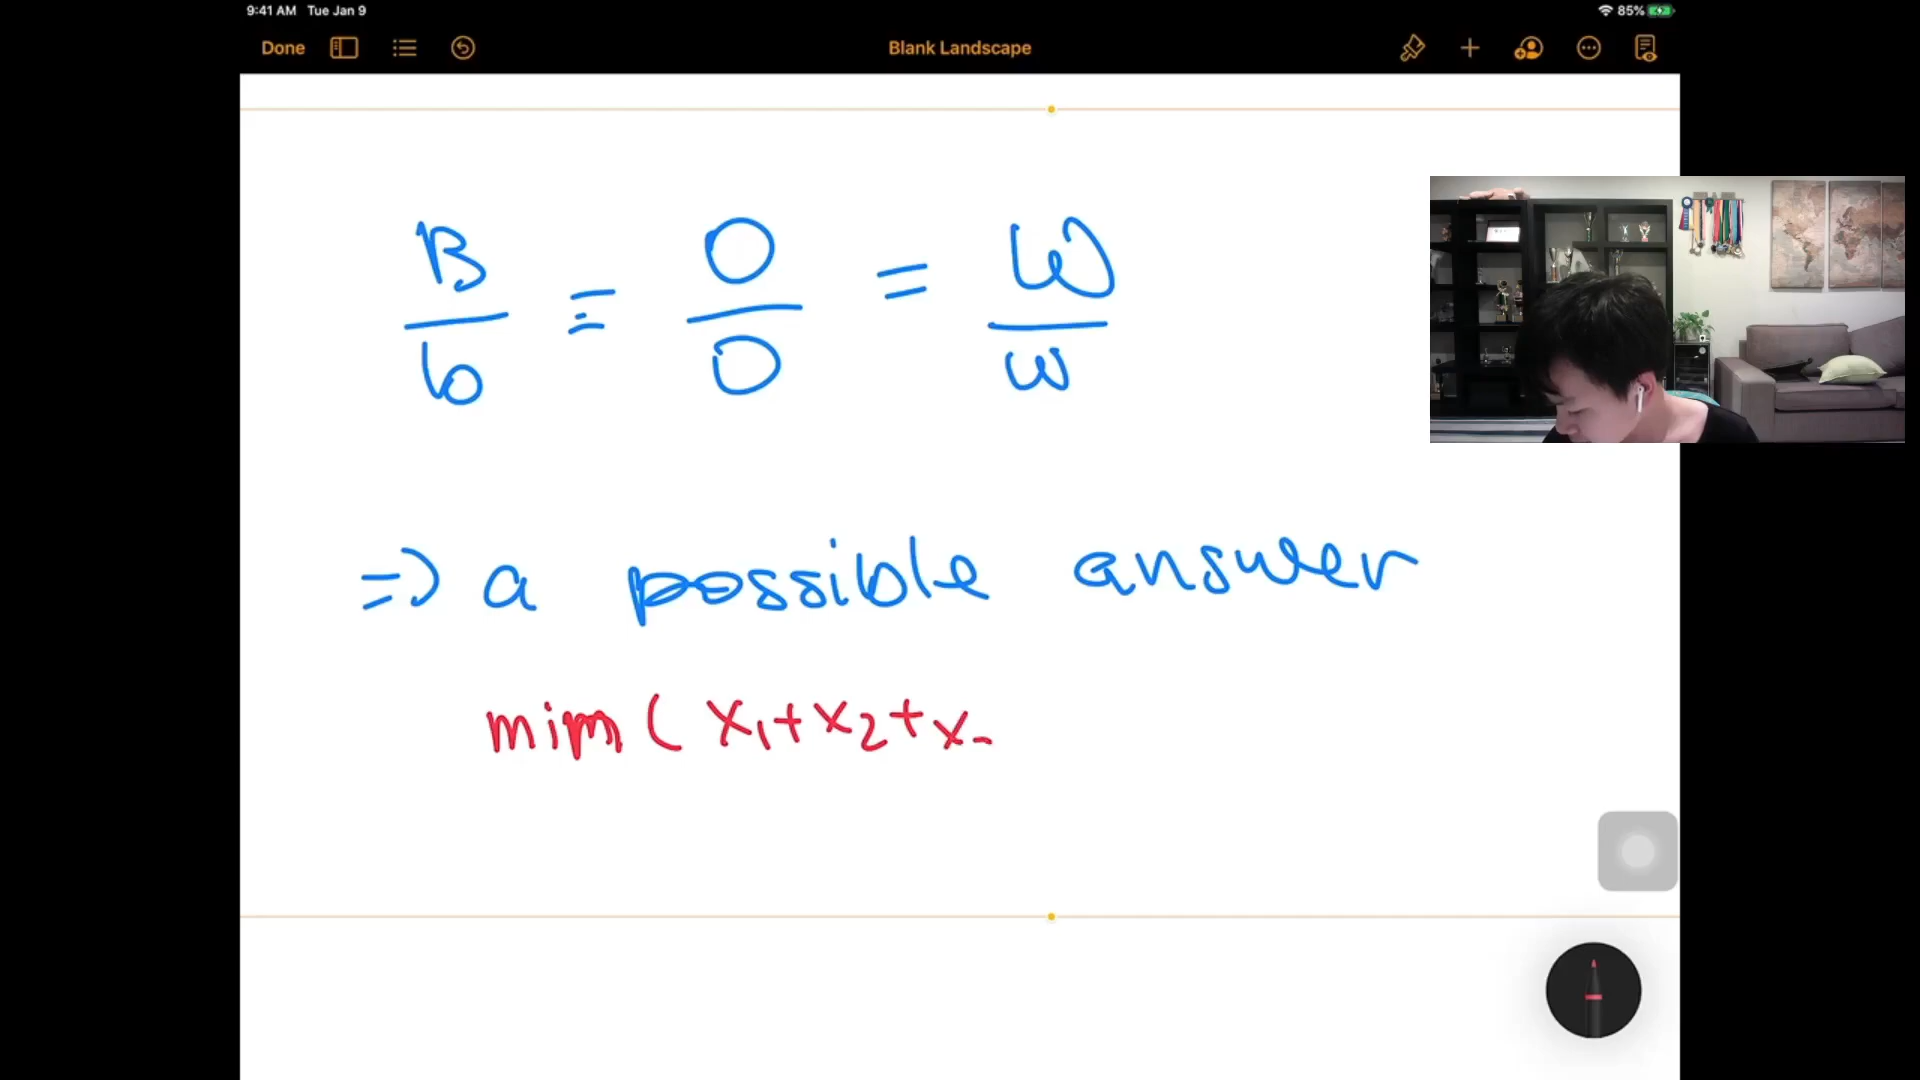 9:41 AM Tue Jan 9
85%
Done
Blank Landscape
B/b = O/O = W/w
=> a possible answer
mim ( x₁ + x₂ + x